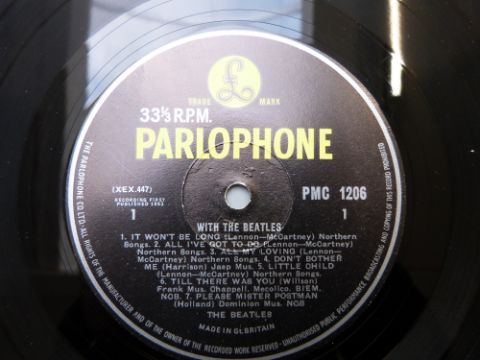 £
TRADE MARK
33⅓ R.P.M.
PARLOPHONE
(XEX.447)
PMC 1206
RECORDING FIRST
PUBLISHED 1963
1
1
WITH THE BEATLES
1. IT WON'T BE LONG (Lennon—McCartney) Northern
Songs. 2. ALL I'VE GOT TO DO (Lennon—McCartney)
Northern Songs. 3. ALL MY LOVING (Lennon—
McCartney) Northern Songs. 4. DON'T BOTHER
ME (Harrison) Jaep Mus. 5. LITTLE CHILD
(Lennon—McCartney) Northern Songs.
6. TILL THERE WAS YOU (Willson)
Frank Mus. Chappell, Mecolico, BIEM,
NCB. 7. PLEASE MISTER POSTMAN
(Holland) Dominion Mus. NCB
THE BEATLES
MADE IN GT.BRITAIN
THE PARLOPHONE CO.LTD. ALL RIGHTS OF THE MANUFACTURER AND OF THE OWNER OF THE RECORDED WORK RESERVED UNAUTHORISED PUBLIC PERFORMANCE BROADCASTING AND COPYING OF THIS RECORD PROHIBITED